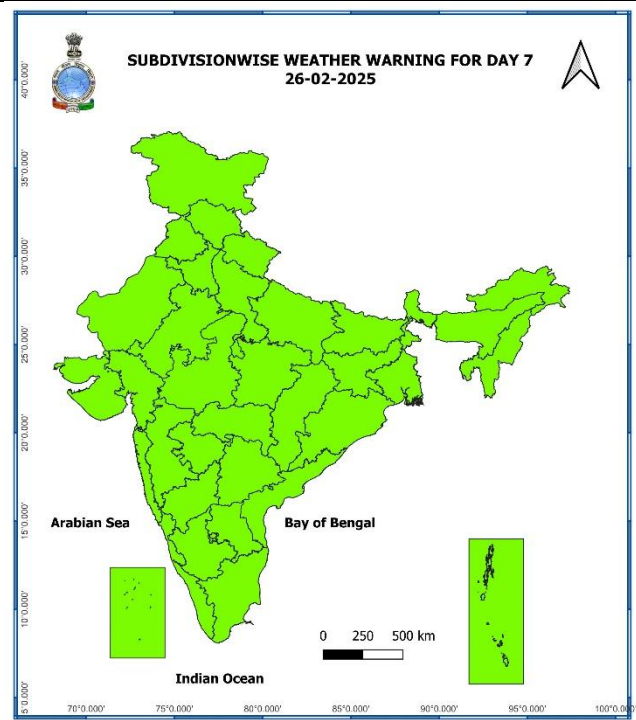 SUBDIVISIONWISE WEATHER WARNING FOR DAY 7
26-02-2025
40°0.000'
35°0.000'
30°0.000'
25°0.000'
20°0.000'
15°0.000'
10°0.000'
5°0.000'
Arabian Sea
Bay of Bengal
0 250 500 km
Indian Ocean
70°0.000' 75°0.000' 80°0.000' 85°0.000' 90°0.000' 95°0.000' 100°0.000'